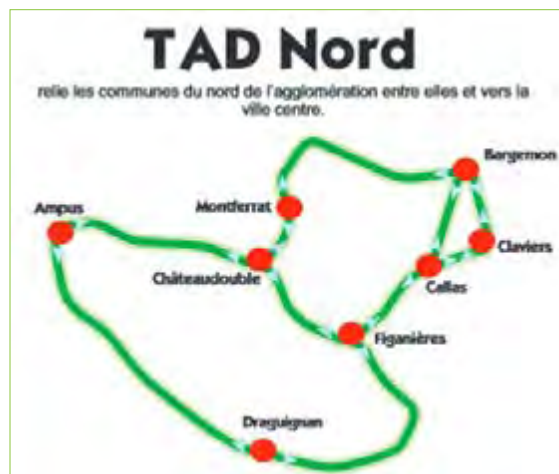 TAD Nord
relie les communes du nord de l'agglomération entre elles et vers la
ville centre.
Bargemon
Ampus
Montferrat
Claviers
Châteaudouble
Callas
Figanières
Draguignan